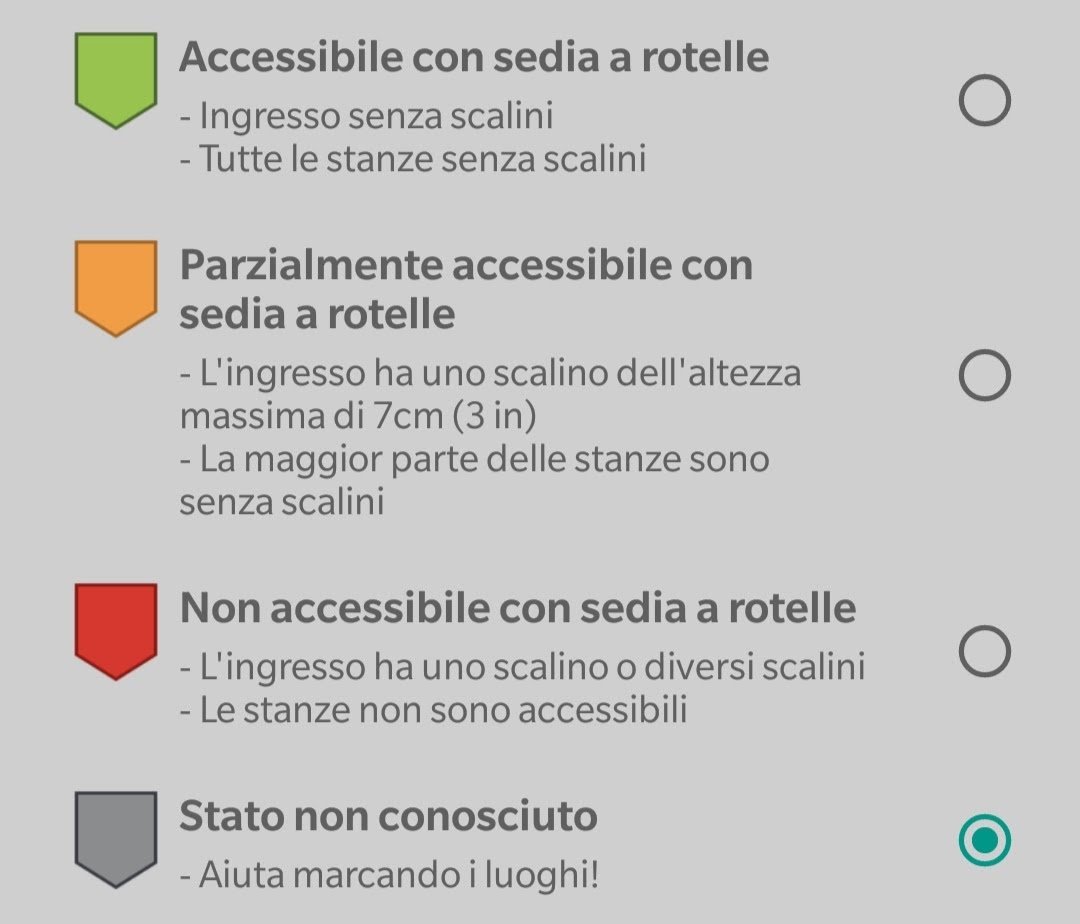 Accessibile con sedia a rotelle
- Ingresso senza scalini
- Tutte le stanze senza scalini
Parzialmente accessibile con
sedia a rotelle
- L'ingresso ha uno scalino dell'altezza
massima di 7cm (3 in)
- La maggior parte delle stanze sono
senza scalini
Non accessibile con sedia a rotelle
- L'ingresso ha uno scalino o diversi scalini
- Le stanze non sono accessibili
Stato non conosciuto
- Aiuta marcando i luoghi!